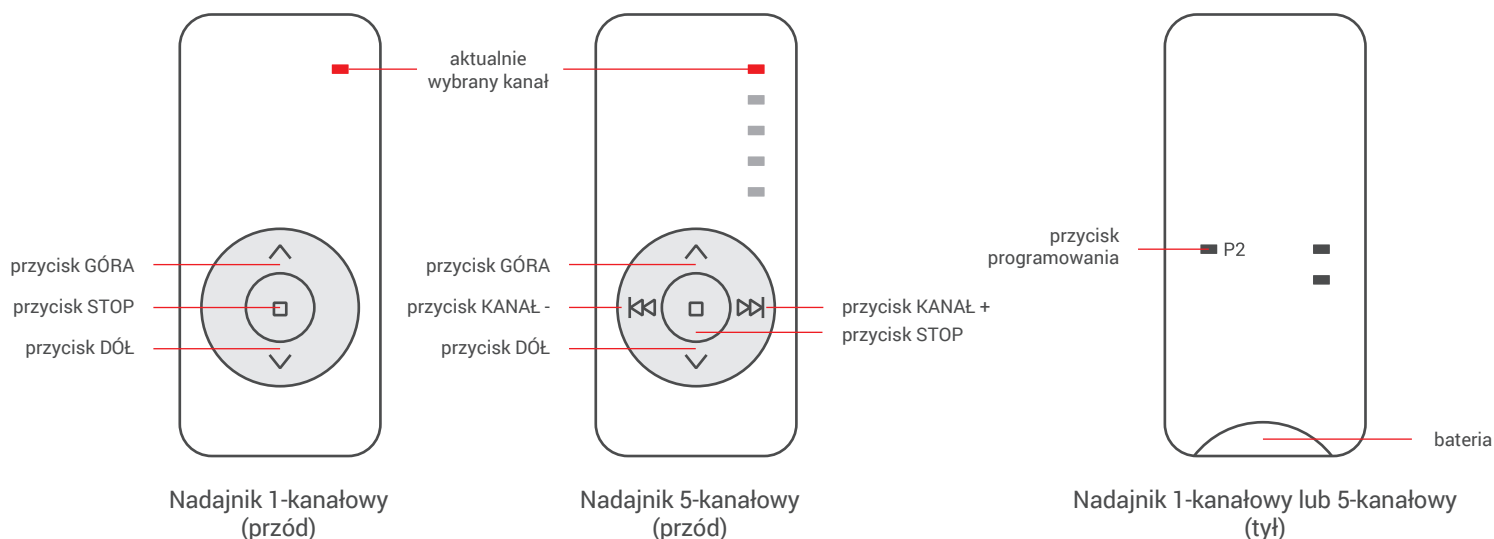 aktualnie
wybrany kanał
przycisk GÓRA
przycisk STOP
przycisk DÓŁ
Nadajnik 1-kanałowy
(przód)
przycisk GÓRA
przycisk KANAŁ -
przycisk DÓŁ
przycisk KANAŁ +
przycisk STOP
Nadajnik 5-kanałowy
(przód)
przycisk
programowania
P2
bateria
Nadajnik 1-kanałowy lub 5-kanałowy
(tył)